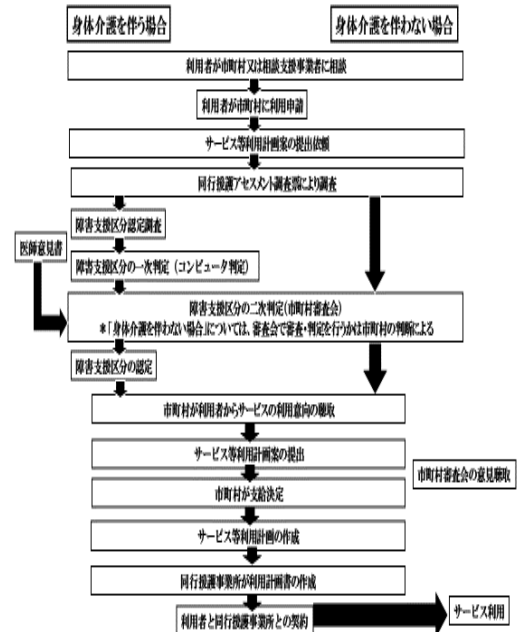 身体介護を伴う場合
身体介護を伴わない場合
利用者が市町村又は相談支援事業者に相談
利用者が市町村に利用申請
サービス等利用計画案の提出依頼
同行援護アセスメント調査票により調査
障害支援区分認定調査
医師意見書
障害支援区分の一次判定（コンピュータ判定）
障害支援区分の二次判定（市町村審査会）
＊「身体介護を伴わない場合」については、審査会で審査・判定を行うかは市町村の判断による
障害支援区分の認定
市町村が利用者からサービスの利用意向の聴取
サービス等利用計画案の提出
市町村審査会の意見聴取
市町村が支給決定
サービス等利用計画の作成
同行援護事業所が利用計画書の作成
利用者と同行援護事業所との契約
サービス利用